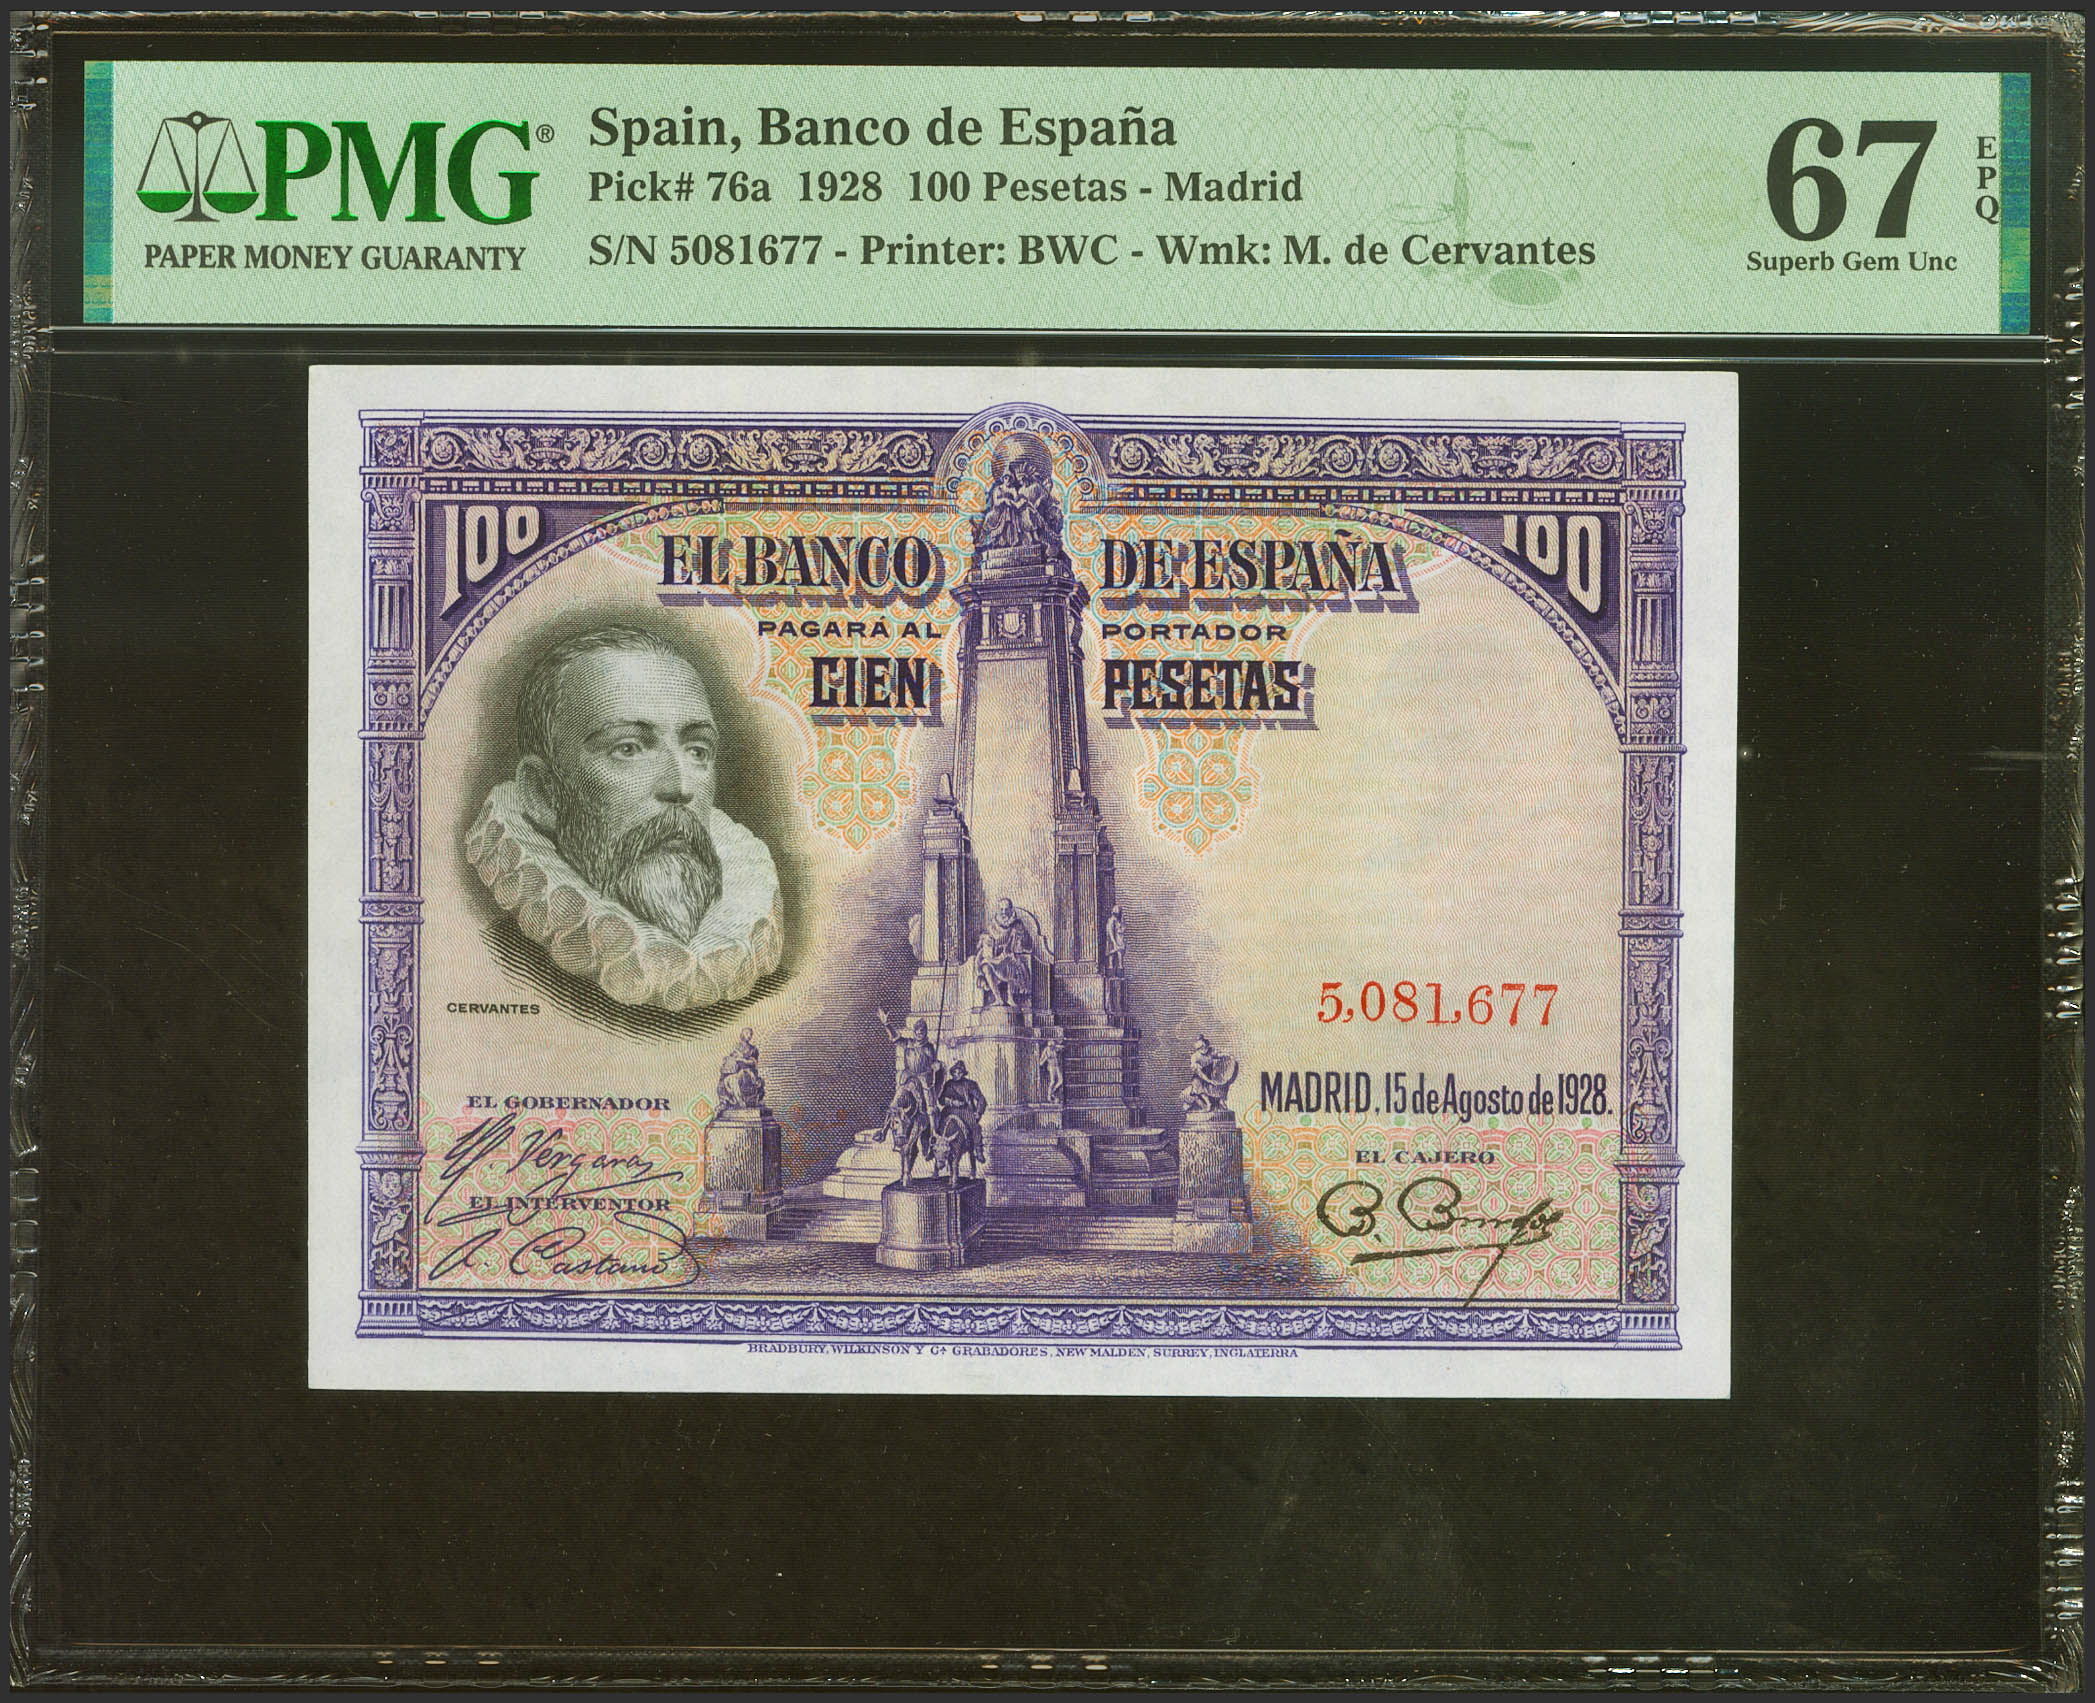 PMG®
PAPER MONEY GUARANTY
Spain, Banco de España
Pick# 76a 1928 100 Pesetas - Madrid
S/N 5081677 - Printer: BWC - Wmk: M. de Cervantes
67
EPQ
Superb Gem Unc
100
100
EL BANCO DE ESPAÑA
PAGARÁ AL PORTADOR
CIEN PESETAS
CERVANTES
5,081,677
MADRID, 15 de Agosto de 1928.
EL GOBERNADOR
Vergara
EL INTERVENTOR
A. Castaño
EL CAJERO
BRADBURY, WILKINSON Y Cª GRABADORES, NEW MALDEN, SURREY, INGLATERRA